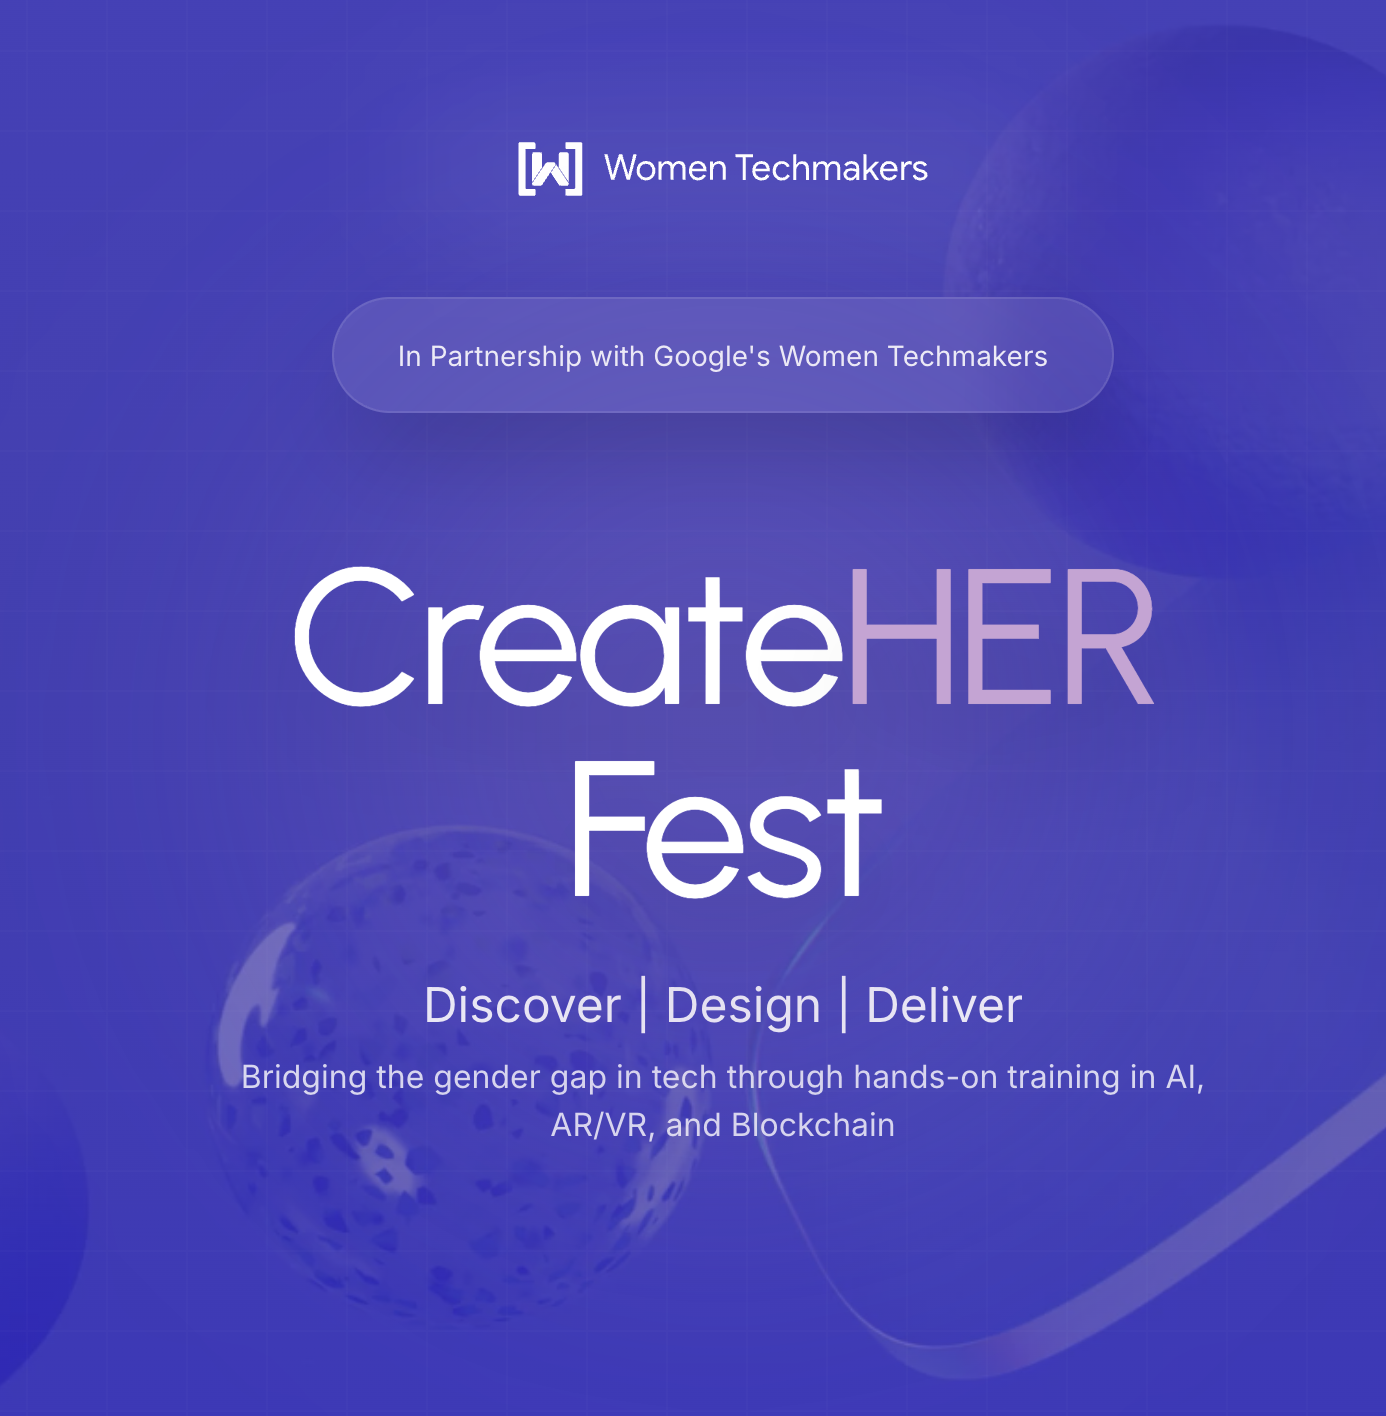 Women Techmakers
In Partnership with Google's Women Techmakers
CreateHER
Fest
Discover | Design | Deliver
Bridging the gender gap in tech through hands-on training in AI,
AR/VR, and Blockchain